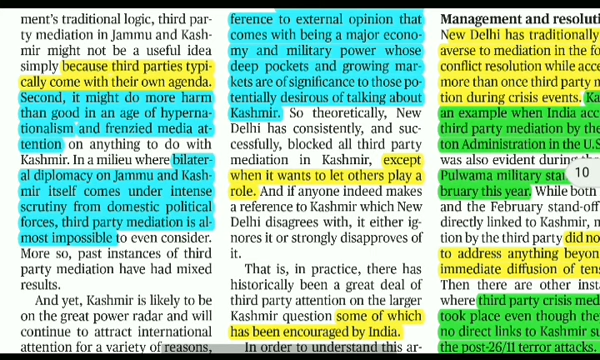 ment's traditional logic, third par-
ty mediation in Jammu and Kash-
mir might not be a useful idea
simply because third parties typi-
cally come with their own agenda.
Second, it might do more harm
than good in an age of hyperna-
tionalism and frenzied media at-
tention on anything to do with
Kashmir. In a milieu where bilater-
al diplomacy on Jammu and Kash-
mir itself comes under intense
scrutiny from domestic political
forces, third party mediation is al-
most impossible to even consider.
More so, past instances of third
party mediation have had mixed
results.
And yet, Kashmir is likely to be
on the great power radar and will
continue to attract international
attention for a variety of reasons,
ference to external opinion that
comes with being a major econo-
my and military power whose
deep pockets and growing mar-
kets are of significance to those po-
tentially desirous of talking about
Kashmir. So theoretically, New
Delhi has consistently, and suc-
cessfully, blocked all third party
mediation in Kashmir, except
when it wants to let others play a
role. And if anyone indeed makes
a reference to Kashmir which New
Delhi disagrees with, it either ig-
nores it or strongly disapproves of
it.
That is, in practice, there has
historically been a great deal of
third party attention on the larger
Kashmir question some of which
has been encouraged by India.
In order to understand this ar-
Management and resoluti
New Delhi has traditionally
averse to mediation in the fo
conflict resolution while acce
more than once third party m
tion during crisis events. Ka
an example when India acc
third party mediation by the
ton Administration in the U.S
was also evident during
Pulwama military stan
bruary this year. While both
and the February stand-off
directly linked to Kashmir, m
tion by the third party did no
to address anything beyon
immediate diffusion of tens
Then there are other inst
where third party crisis med
took place even though the
no direct links to Kashmir su
the post-26/11 terror attacks.
10